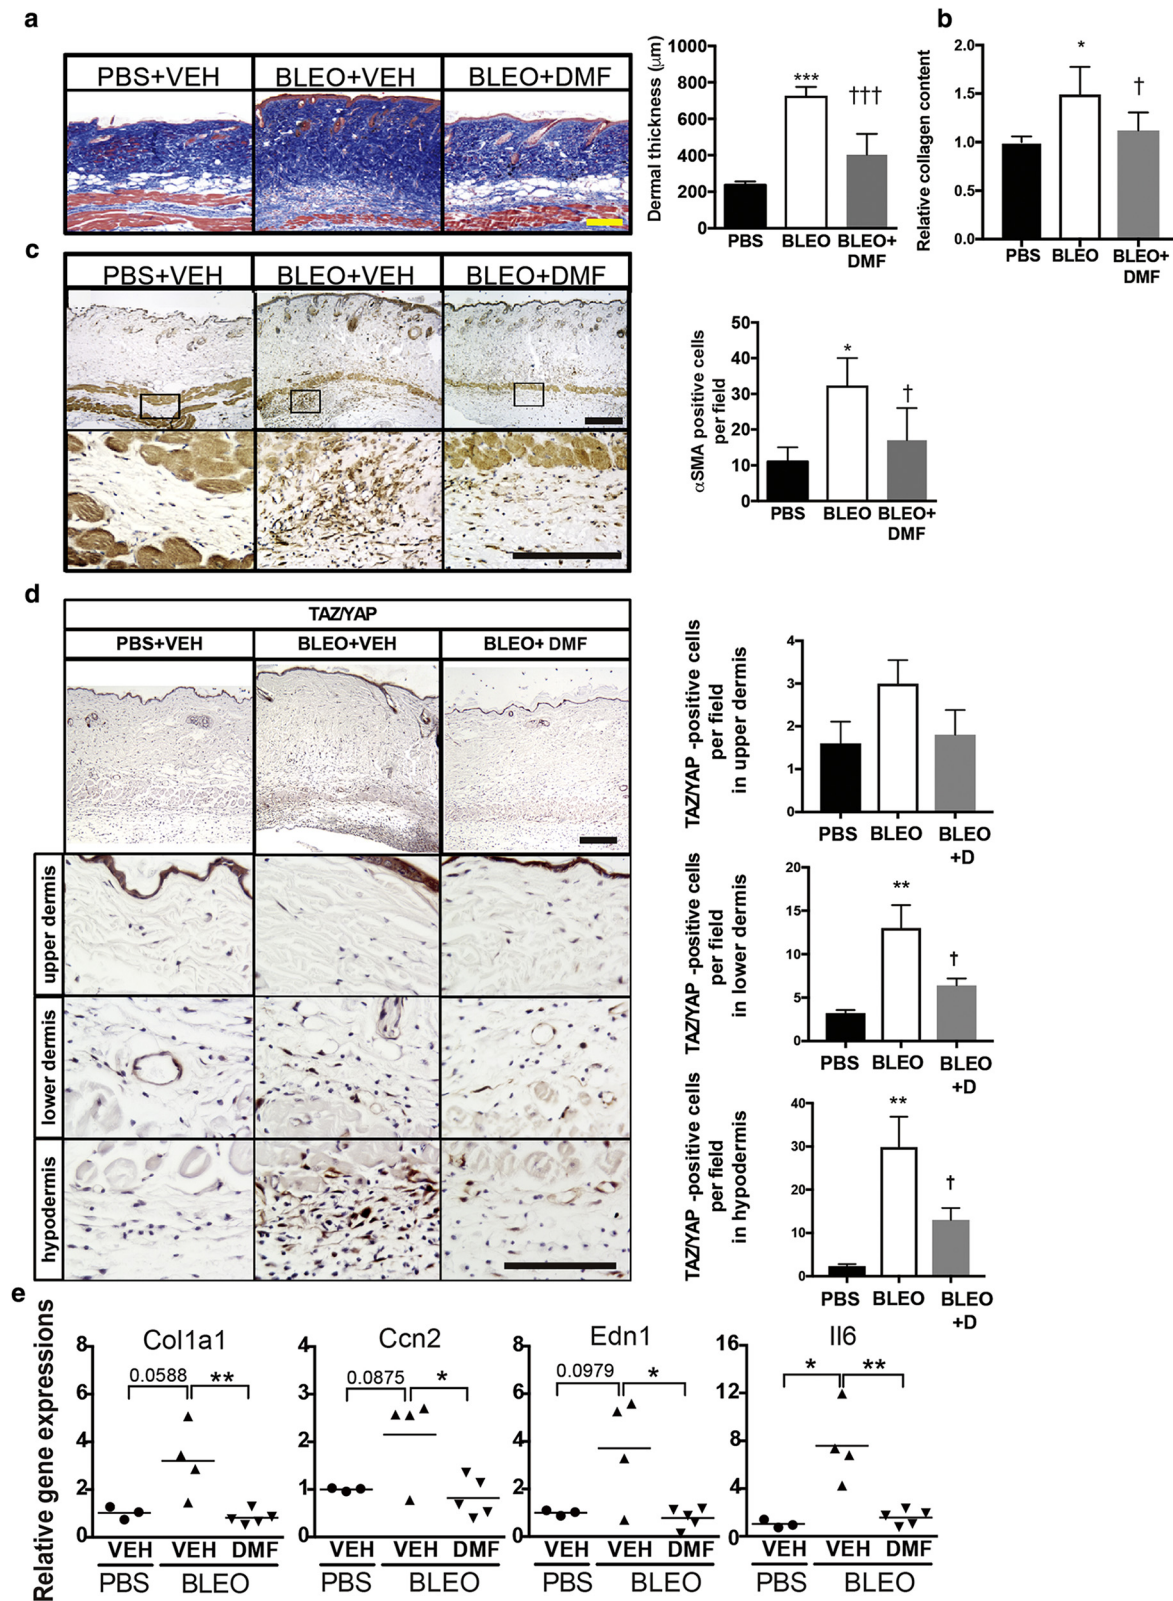 a
PBS+VEH BLEO+VEH BLEO+DMF
Dermal thickness (μm)
1000
800
600
400
200
0
***
†††
PBS BLEO BLEO+
DMF
b
Relative collagen content
2.0
1.5
1.0
0.5
0.0
*
†
PBS BLEO BLEO+
DMF
c
PBS+VEH BLEO+VEH BLEO+DMF
αSMA positive cells
per field
50
40
30
20
10
0
*
†
PBS BLEO BLEO+
DMF
d
TAZ/YAP
PBS+VEH BLEO+VEH BLEO+ DMF
upper dermis
lower dermis
hypodermis
TAZ/YAP -positive cells
per field
in upper dermis
4
3
2
1
0
PBS BLEO BLEO
+D
TAZ/YAP -positive cells
per field
in lower dermis
20
15
10
5
0
**
†
PBS BLEO BLEO
+D
TAZ/YAP -positive cells
per field
in hypodermis
40
30
20
10
0
**
†
PBS BLEO BLEO
+D
e
Relative gene expressions
Col1a1
8
6
4
2
0
0.0588 **
VEH VEH DMF
PBS BLEO
Ccn2
4
3
2
1
0
0.0875 *
VEH VEH DMF
PBS BLEO
Edn1
8
6
4
2
0
0.0979 *
VEH VEH DMF
PBS BLEO
Il6
16
12
8
4
0
* **
VEH VEH DMF
PBS BLEO